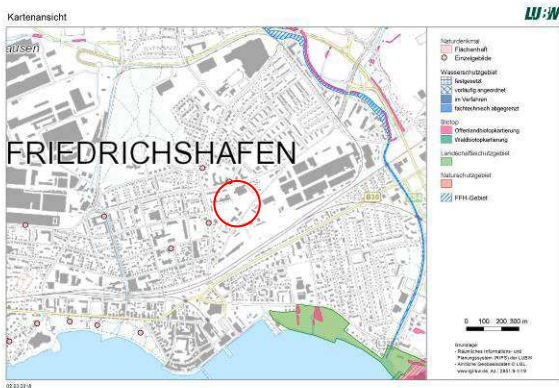 Kartenansicht
LU:W
FRIEDRICHSHAFEN
B30
Naturdenkmal
Flächenhaft
Einzelgebilde
Wasserschutzgebiet
festgesetzt
vorläufig angeordnet
im Verfahren
fachtechnisch abgegrenzt
Biotop
Offenlandbiotopkartierung
Waldbiotopkartierung
Landschaftsschutzgebiet
Naturschutzgebiet
FFH-Gebiet
0 100 200 300 m
Grundlage:
- Räumliches Informations- und
Planungssystem (RIPS) der LUBW
- Amtliche Geobasisdaten © LGL,